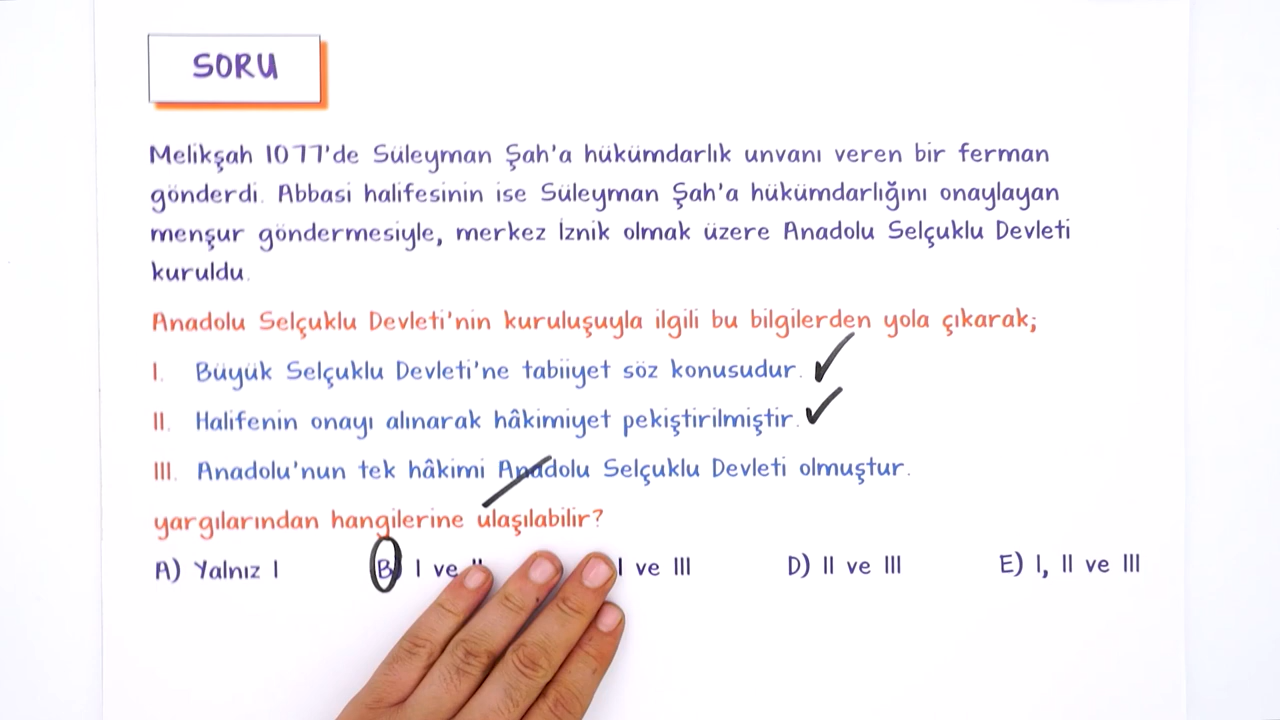 SORU
Melikşah 1077'de Süleyman Şah'a hükümdarlık unvanı veren bir ferman
gönderdi. Abbasi halifesinin ise Süleyman Şah'a hükümdarlığını onaylayan
menşur göndermesiyle, merkez İznik olmak üzere Anadolu Selçuklu Devleti
kuruldu.
Anadolu Selçuklu Devleti'nin kuruluşuyla ilgili bu bilgilerden yola çıkarak;
I. Büyük Selçuklu Devleti'ne tabiiyet söz konusudur.
II. Halifenin onayı alınarak hâkimiyet pekiştirilmiştir.
III. Anadolu'nun tek hâkimi Anadolu Selçuklu Devleti olmuştur.
yargılarından hangilerine ulaşılabilir?
A) Yalnız I B) I ve II I ve III D) II ve III E) I, II ve III